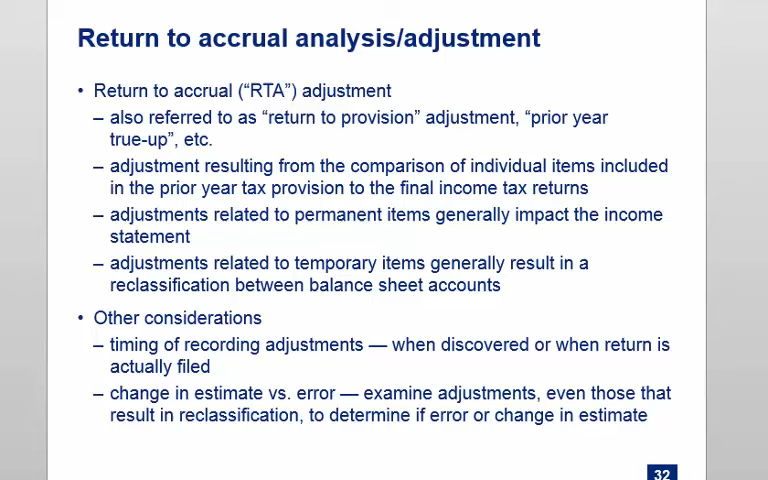 Return to accrual analysis/adjustment
• Return to accrual (“RTA”) adjustment
– also referred to as “return to provision” adjustment, “prior year
true-up”, etc.
– adjustment resulting from the comparison of individual items included
in the prior year tax provision to the final income tax returns
– adjustments related to permanent items generally impact the income
statement
– adjustments related to temporary items generally result in a
reclassification between balance sheet accounts
• Other considerations
– timing of recording adjustments — when discovered or when return is
actually filed
– change in estimate vs. error — examine adjustments, even those that
result in reclassification, to determine if error or change in estimate
32